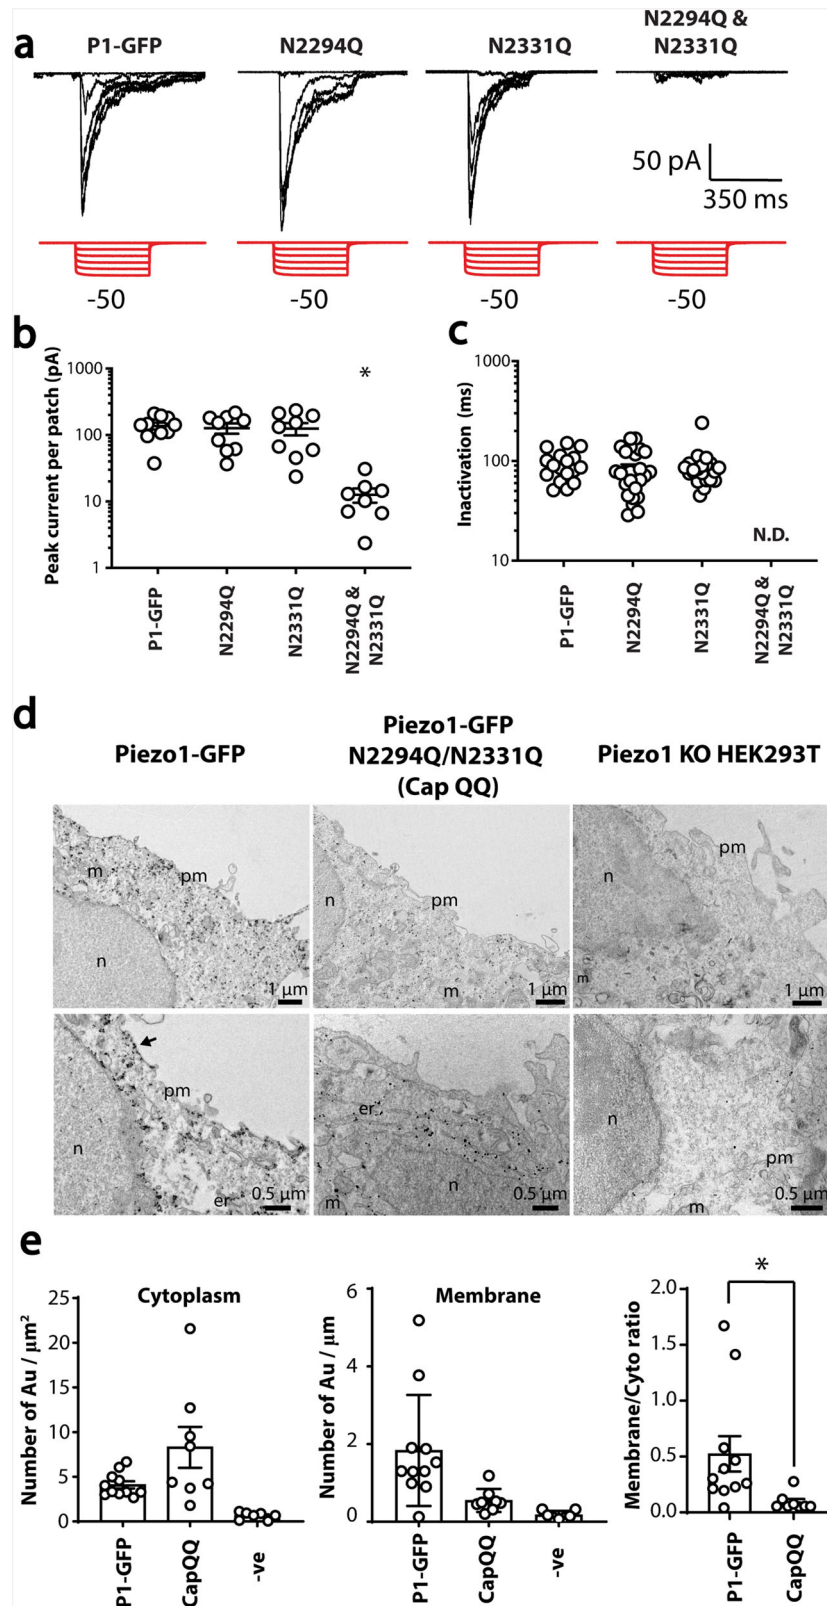 a
P1-GFP
N2294Q
N2331Q
N2294Q &
N2331Q
50 pA
350 ms
-50
-50
-50
-50
b
Peak current per patch (pA)
1000
100
10
1
*
P1-GFP
N2294Q
N2331Q
N2294Q &
N2331Q
c
Inactivation (ms)
1000
100
10
N.D.
P1-GFP
N2294Q
N2331Q
N2294Q &
N2331Q
d
Piezo1-GFP
Piezo1-GFP
N2294Q/N2331Q
(Cap QQ)
Piezo1 KO HEK293T
m
pm
n
1 µm
n
pm
m
1 µm
n
pm
m
1 µm
pm
n
er
0.5 µm
er
n
m
0.5 µm
n
pm
m
0.5 µm
e
Cytoplasm
Number of Au / µm²
25
20
15
10
5
0
P1-GFP
CapQQ
-ve
Membrane
Number of Au / µm
6
4
2
0
P1-GFP
CapQQ
-ve
*
Membrane/Cyto ratio
2.0
1.5
1.0
0.5
0.0
P1-GFP
CapQQ